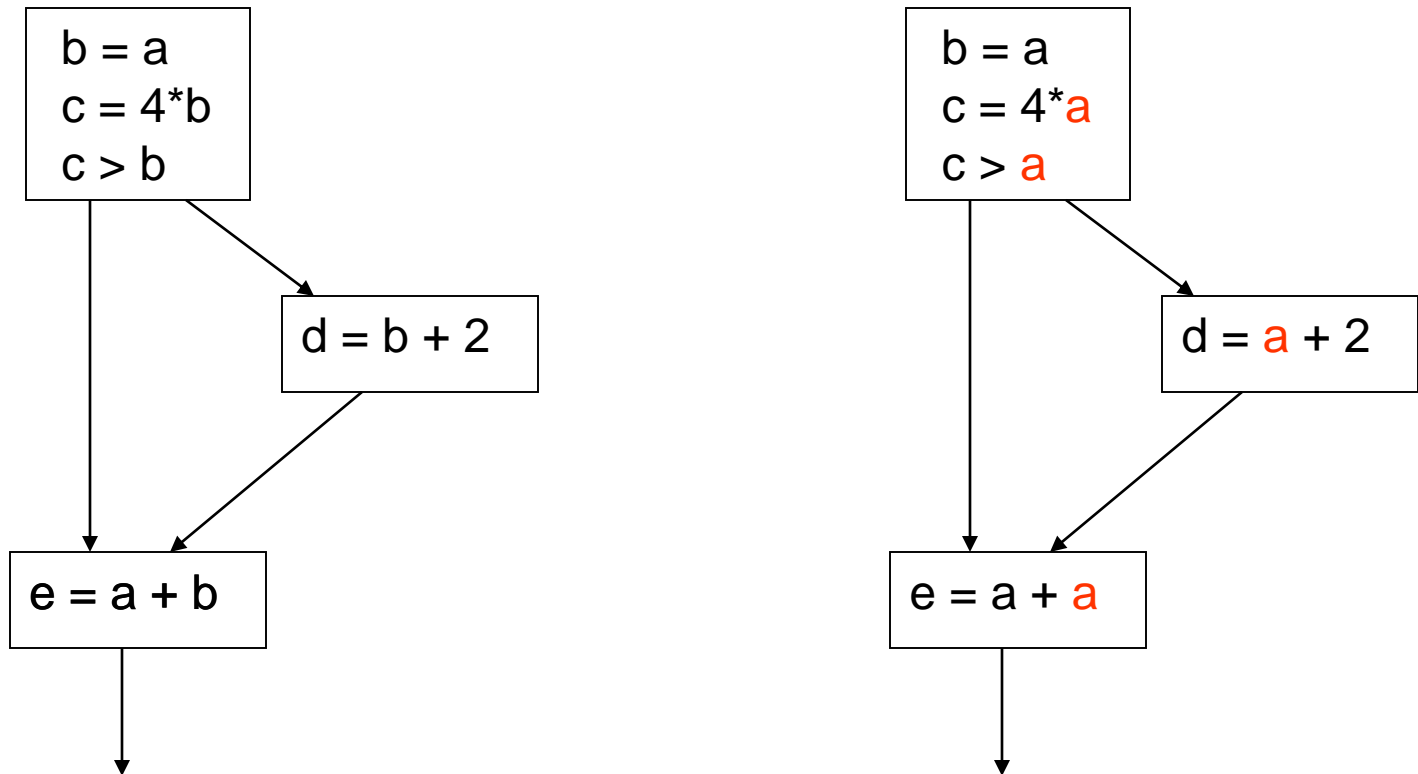 b = a
c = 4*b
c > b
d = b + 2
e = a + b
b = a
c = 4*a
c > a
d = a + 2
e = a + a